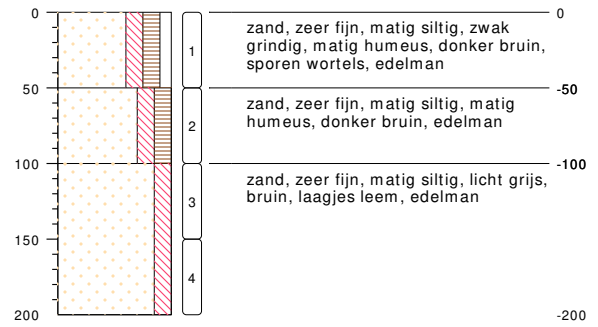 0
50
100
150
200
1
2
3
4
zand, zeer fijn, matig siltig, zwak
grindig, matig humeus, donker bruin,
sporen wortels, edelman
zand, zeer fijn, matig siltig, matig
humeus, donker bruin, edelman
zand, zeer fijn, matig siltig, licht grijs,
bruin, laagjes leem, edelman
0
-50
-100
-200